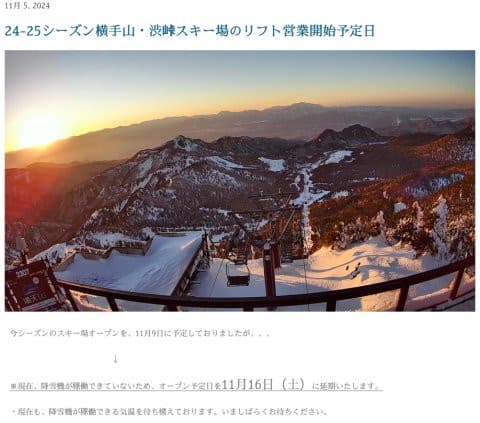 11月 5, 2024
24-25シーズン横手山・渋峠スキー場のリフト営業開始予定日
2307
今シーズンのスキー場オープンを、11月9日に予定しておりましたが、、、
↓
※現在、降雪機が稼働できていないため、オープン予定日を11月16日（土）に延期いたします。
・現在も、降雪機が稼働できる気温を待ち構えております。いましばらくお待ちください。